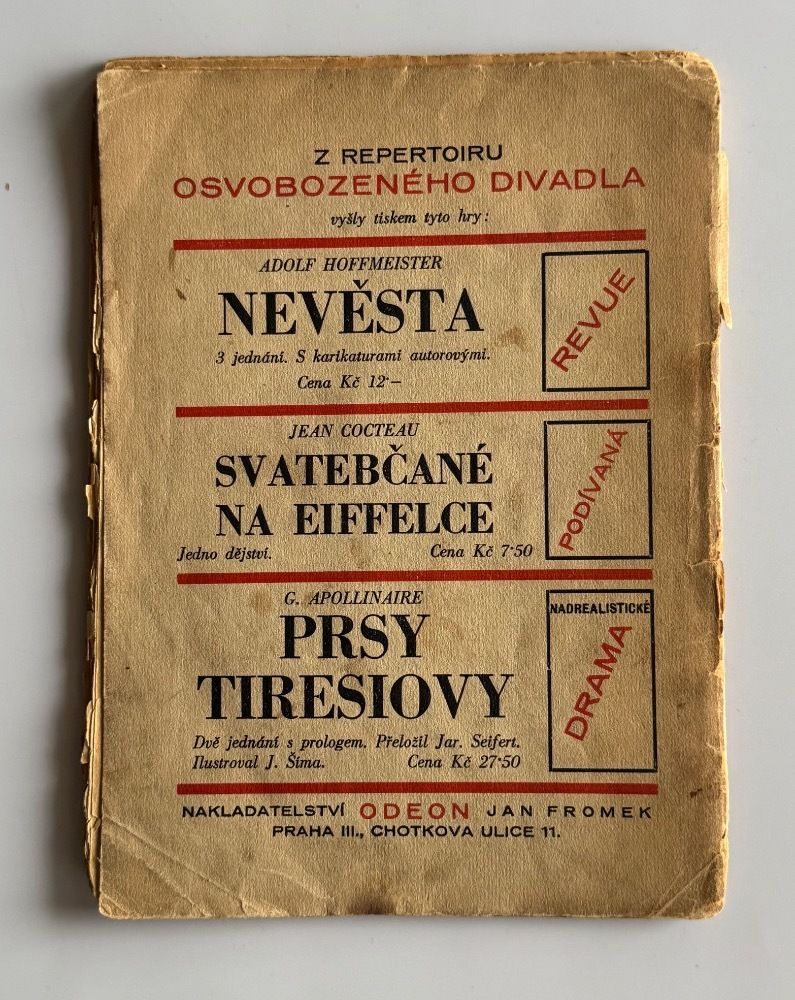 Z REPERTOIRU
OSVOBOZENÉHO DIVADLA
vyšly tiskem tyto hry:
ADOLF HOFFMEISTER
NEVĚSTA
3 jednání. S karikaturami autorovými.
Cena Kč 12·–
REVUE
JEAN COCTEAU
SVATEBČANÉ
NA EIFFELCE
Jedno dějství. Cena Kč 7·50
PODÍVANÁ
G. APOLLINAIRE
PRSY
TIRESIOVY
Dvě jednání s prologem. Přeložil Jar. Seifert.
Ilustroval J. Šíma. Cena Kč 27·50
NADREALISTICKÉ
DRAMA
NAKLADATELSTVÍ ODEON JAN FROMEK
PRAHA III., CHOTKOVA ULICE 11.